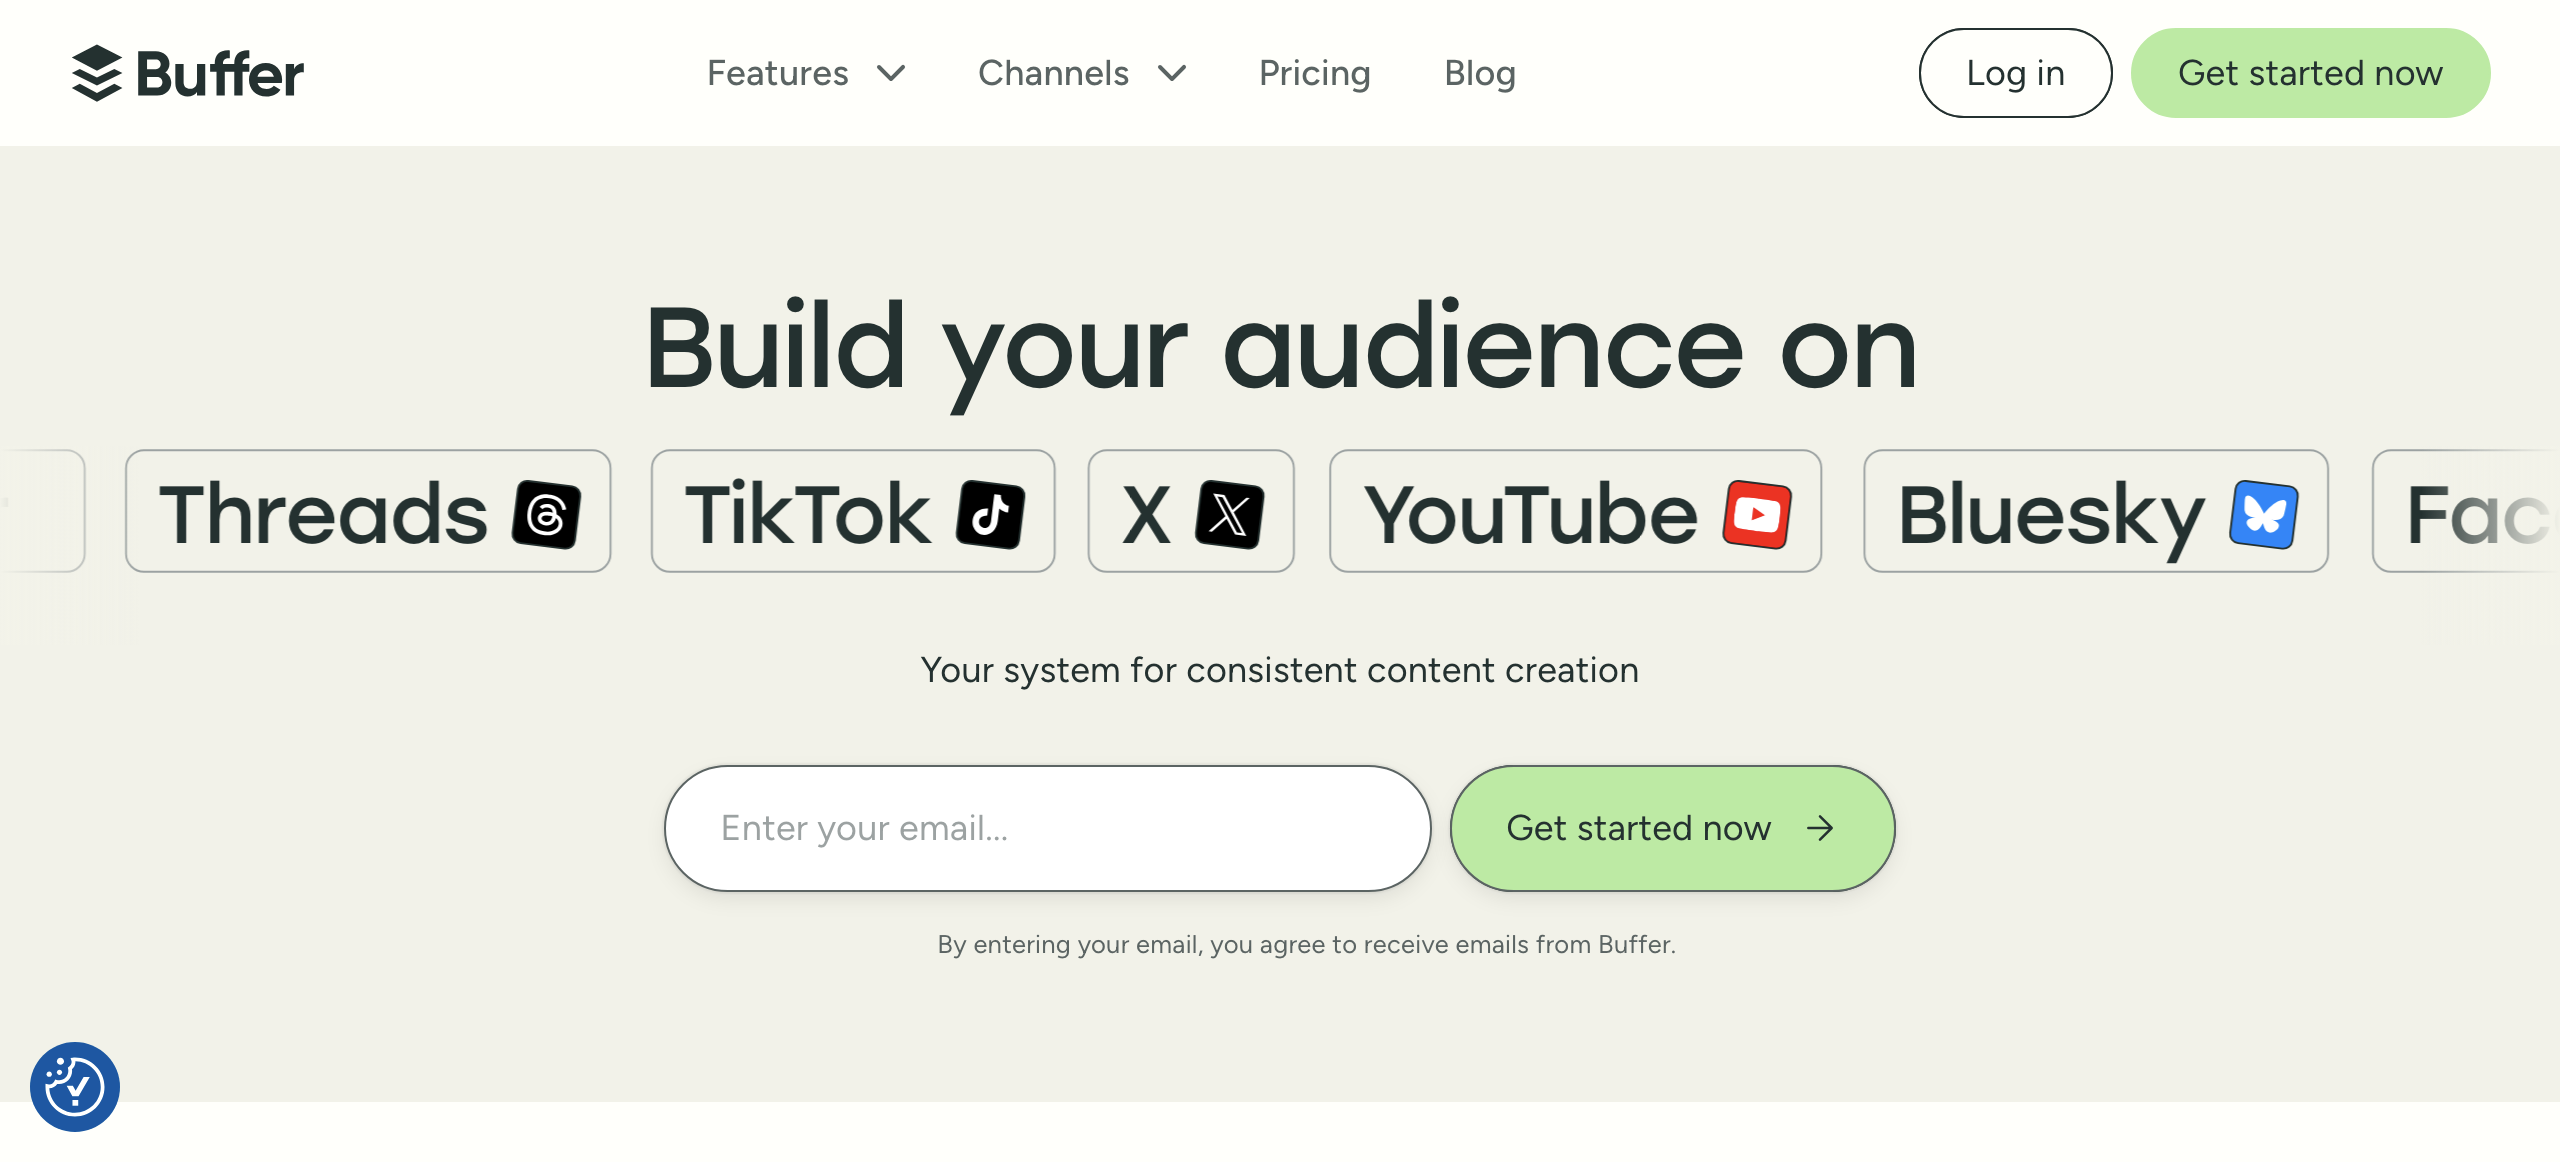 Buffer
Features Channels Pricing Blog Log in Get started now
Build your audience on
Threads TikTok X YouTube Bluesky Fac
Your system for consistent content creation
Enter your email... Get started now
By entering your email, you agree to receive emails from Buffer.